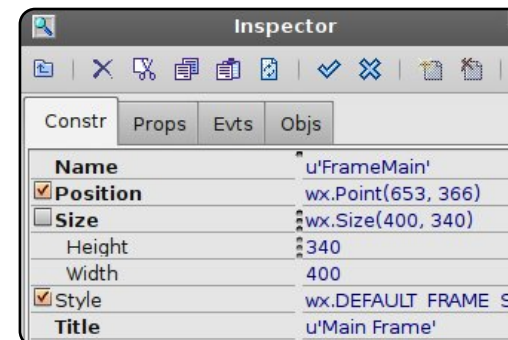 Inspector
Constr Props Evts Objs
Name u'FrameMain'
Position wx.Point(653, 366)
Size wx.Size(400, 340)
Height 340
Width 400
Style wx.DEFAULT_FRAME_S
Title u'Main Frame'